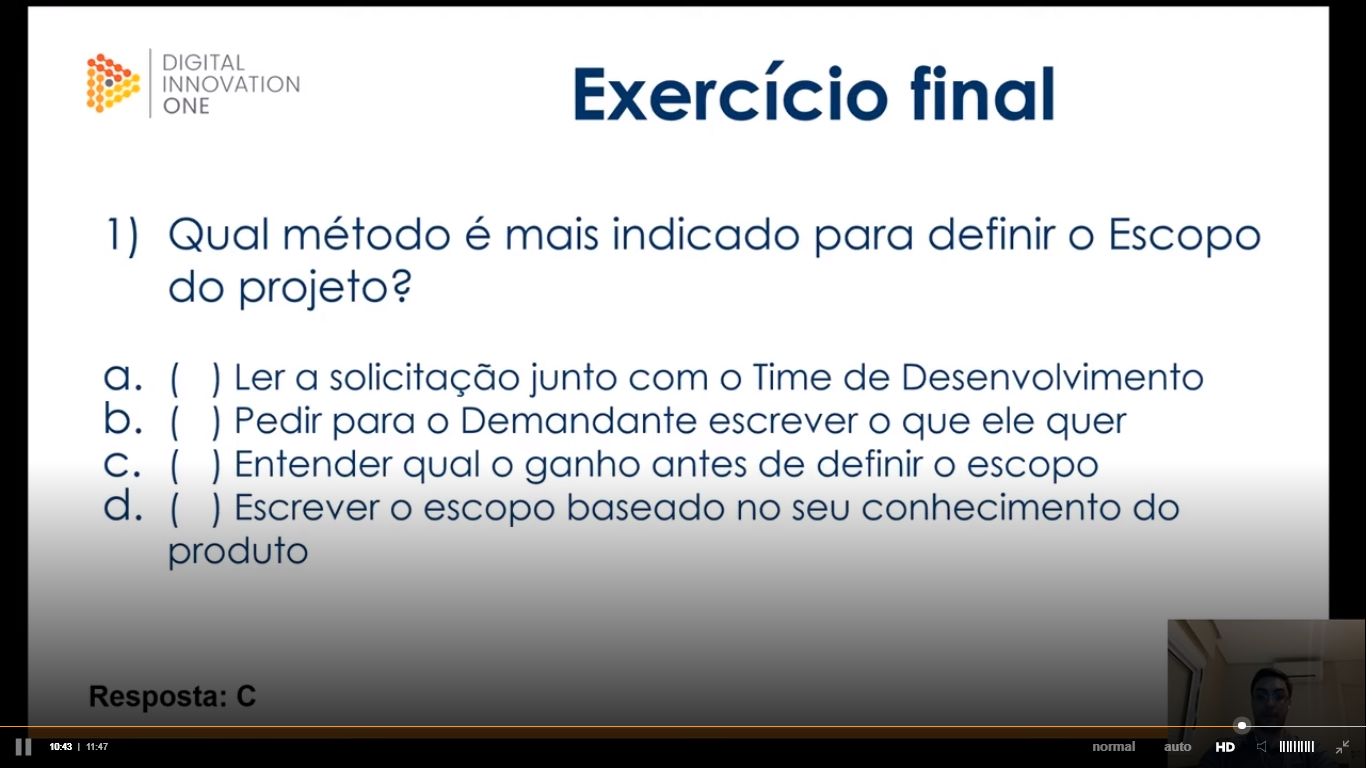 DIGITAL
INNOVATION
ONE
Exercício final
1) Qual método é mais indicado para definir o Escopo
do projeto?
a. ( ) Ler a solicitação junto com o Time de Desenvolvimento
b. ( ) Pedir para o Demandante escrever o que ele quer
c. ( ) Entender qual o ganho antes de definir o escopo
d. ( ) Escrever o escopo baseado no seu conhecimento do
produto
Resposta: C
10:43 | 11:47 normal auto HD